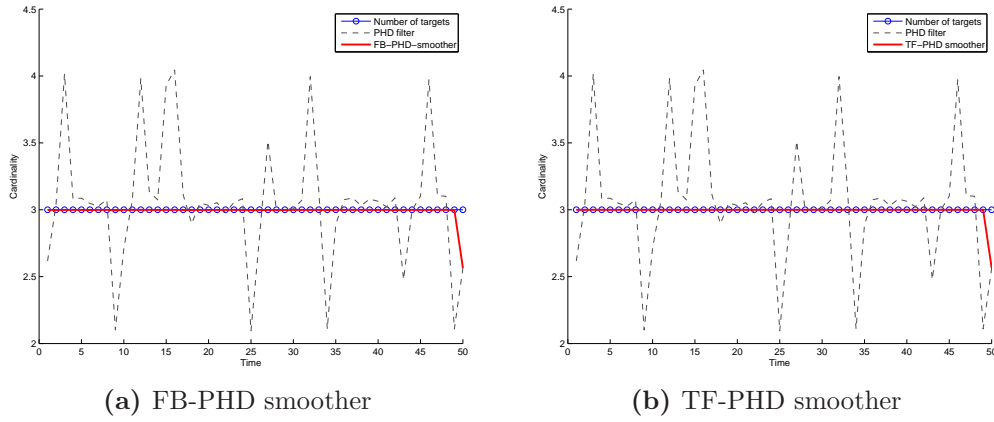 4.5
4
3.5
3
2.5
2
Cardinality
0 5 10 15 20 25 30 35 40 45 50
Time
Number of targets
PHD filter
FB–PHD–smoother
(a) FB-PHD smoother
4.5
4
3.5
3
2.5
2
Cardinality
0 5 10 15 20 25 30 35 40 45 50
Time
Number of targets
PHD filter
TF–PHD smoother
(b) TF-PHD smoother